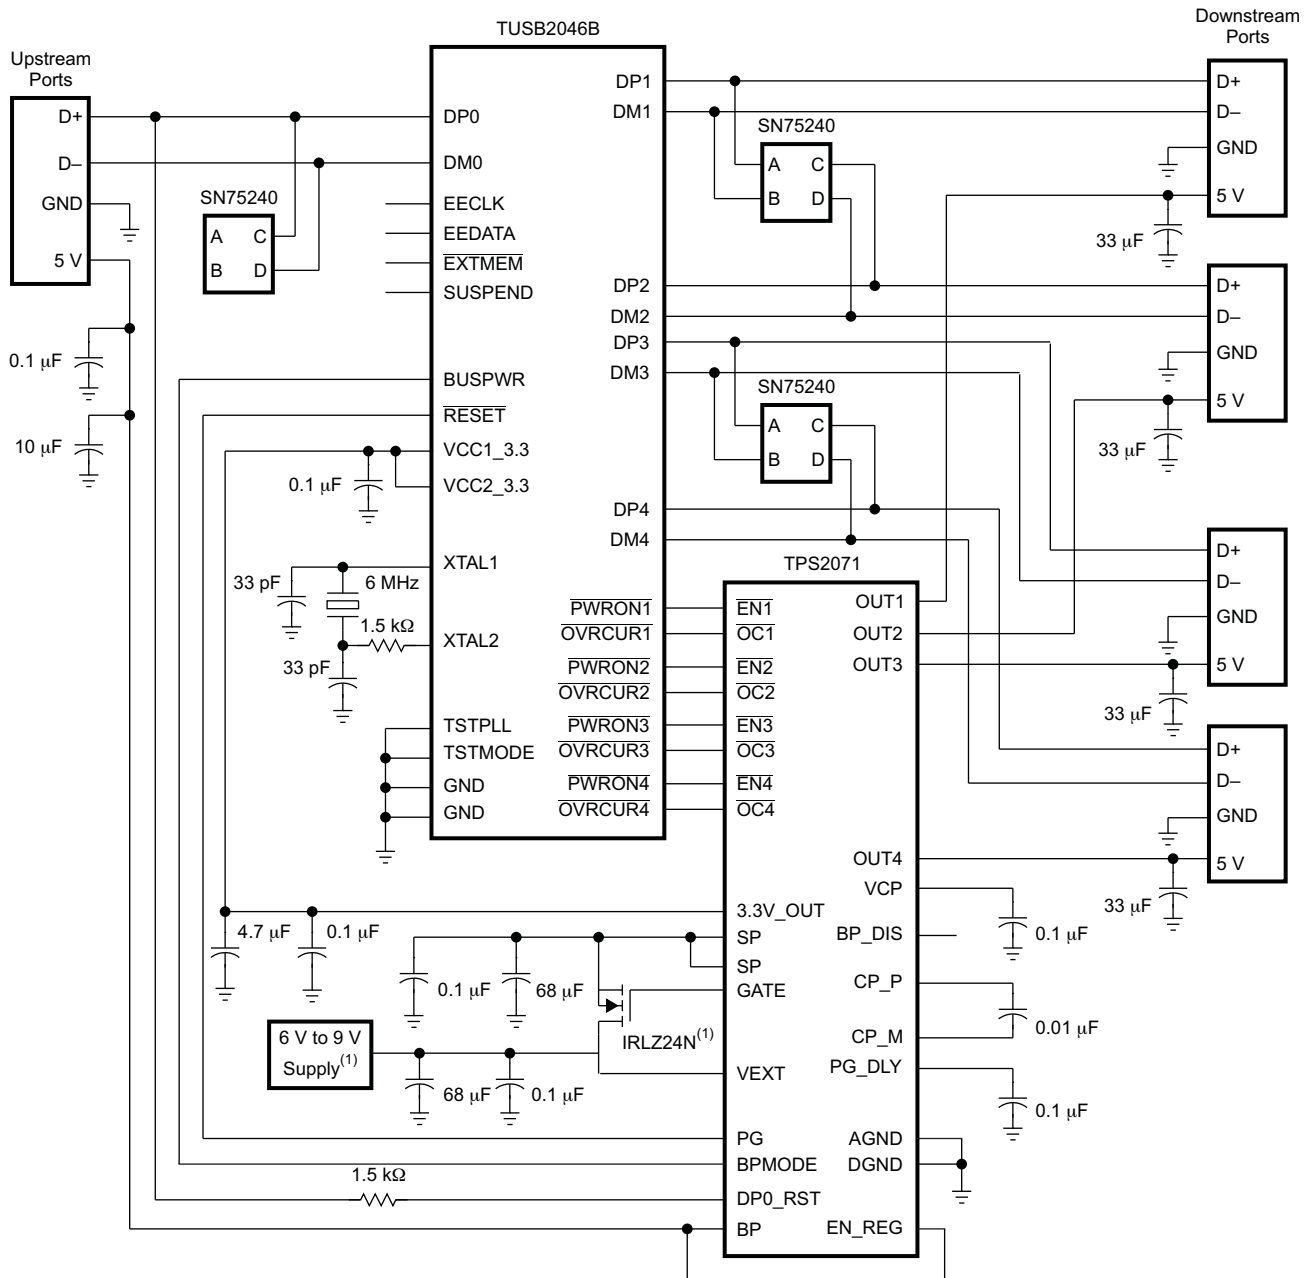 TUSB2046B
Downstream
Ports
Upstream
Ports
D+
D–
GND
5 V
SN75240
A
C
B
D
0.1 µF
10 µF
DP0
DM0
EECLK
EEDATA
EXTMEM
SUSPEND
BUSPWR
RESET
VCC1_3.3
VCC2_3.3
0.1 µF
XTAL1
33 pF
6 MHz
1.5 kΩ
XTAL2
33 pF
TSTPLL
TSTMODE
GND
GND
DP1
DM1
DP2
DM2
DP3
DM3
DP4
DM4
PWRON1
OVRCUR1
PWRON2
OVRCUR2
PWRON3
OVRCUR3
PWRON4
OVRCUR4
SN75240
A
C
B
D
SN75240
A
C
B
D
D+
D–
GND
5 V
33 µF
D+
D–
GND
5 V
33 µF
D+
D–
GND
5 V
33 µF
D+
D–
GND
5 V
33 µF
TPS2071
EN1
OC1
EN2
OC2
EN3
OC3
EN4
OC4
3.3V_OUT
SP
SP
GATE
VEXT
PG
BPMODE
DP0_RST
BP
OUT1
OUT2
OUT3
OUT4
VCP
0.1 µF
BP_DIS
CP_P
0.01 µF
CP_M
PG_DLY
0.1 µF
AGND
DGND
EN_REG
4.7 µF
0.1 µF
0.1 µF
68 µF
IRLZ24N(1)
6 V to 9 V
Supply(1)
68 µF
0.1 µF
1.5 kΩ